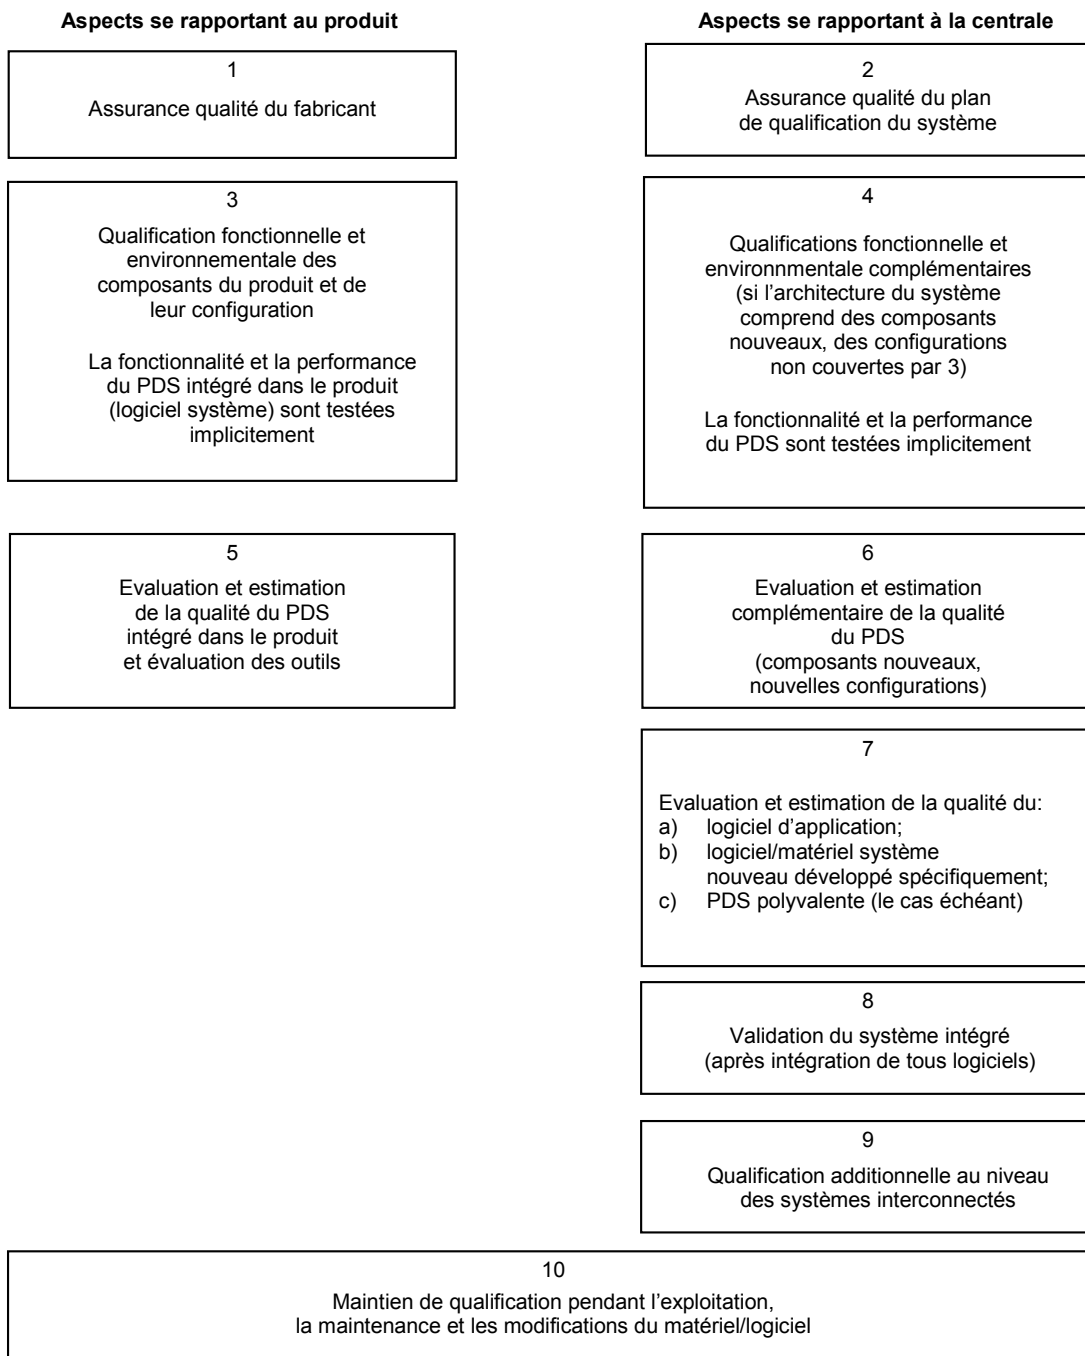 Aspects se rapportant au produit
Aspects se rapportant à la centrale
1
Assurance qualité du fabricant
2
Assurance qualité du plan
de qualification du système
3
Qualification fonctionnelle et
environnementale des
composants du produit et de
leur configuration
La fonctionnalité et la performance
du PDS intégré dans le produit
(logiciel système) sont testées
implicitement
4
Qualifications fonctionnelle et
environnmentale complémentaires
(si l'architecture du système
comprend des composants
nouveaux, des configurations
non couvertes par 3)
La fonctionnalité et la performance
du PDS sont testées implicitement
5
Evaluation et estimation
de la qualité du PDS
intégré dans le produit
et évaluation des outils
6
Evaluation et estimation
complémentaire de la qualité
du PDS
(composants nouveaux,
nouvelles configurations)
7
Evaluation et estimation de la qualité du:
a) logiciel d'application;
b) logiciel/matériel système
nouveau développé spécifiquement;
c) PDS polyvalente (le cas échéant)
8
Validation du système intégré
(après intégration de tous logiciels)
9
Qualification additionnelle au niveau
des systèmes interconnectés
10
Maintien de qualification pendant l'exploitation,
la maintenance et les modifications du matériel/logiciel